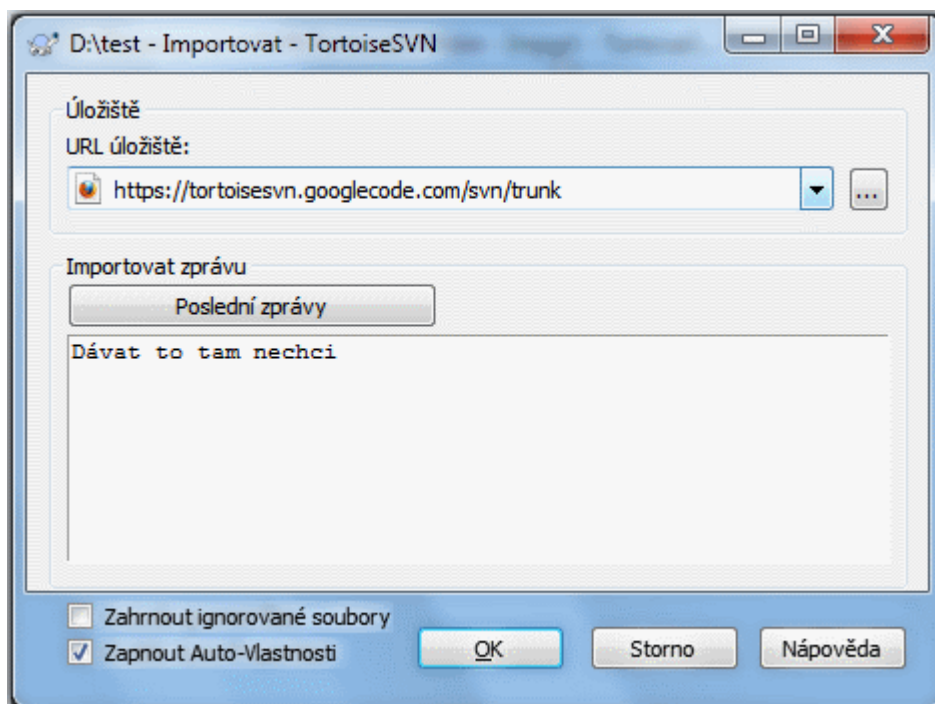 D:\test - Importovat - TortoiseSVN
Úložiště
URL úložiště:
https://tortoisesvn.googlecode.com/svn/trunk
...
Importovat zprávu
Poslední zprávy
Dávat to tam nechci
Zahrnout ignorované soubory
Zapnout Auto-Vlastnosti
OK Storno Nápověda